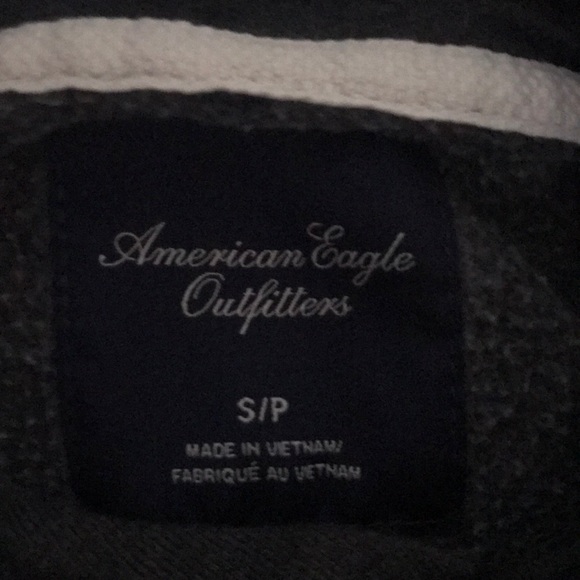 American Eagle
Outfitters
S/P
MADE IN VIETNAM/
FABRIQUÉ AU VIETNAM